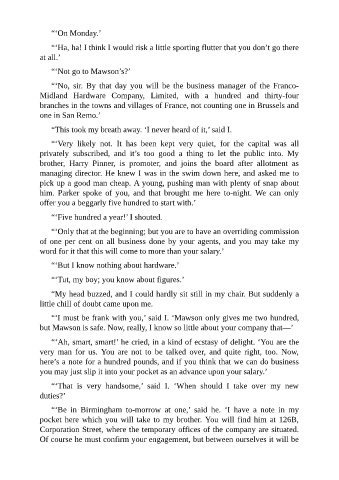 “‘On Monday.’
“‘Ha, ha! I think I would risk a little sporting flutter that you don’t go there
at all.’
“‘Not go to Mawson’s?’
“‘No, sir. By that day you will be the business manager of the Franco-
Midland Hardware Company, Limited, with a hundred and thirty-four
branches in the towns and villages of France, not counting one in Brussels and
one in San Remo.’
“This took my breath away. ‘I never heard of it,’ said I.
“‘Very likely not. It has been kept very quiet, for the capital was all
privately subscribed, and it’s too good a thing to let the public into. My
brother, Harry Pinner, is promoter, and joins the board after allotment as
managing director. He knew I was in the swim down here, and asked me to
pick up a good man cheap. A young, pushing man with plenty of snap about
him. Parker spoke of you, and that brought me here to-night. We can only
offer you a beggarly five hundred to start with.’
“‘Five hundred a year!’ I shouted.
“‘Only that at the beginning; but you are to have an overriding commission
of one per cent on all business done by your agents, and you may take my
word for it that this will come to more than your salary.’
“‘But I know nothing about hardware.’
“‘Tut, my boy; you know about figures.’
“My head buzzed, and I could hardly sit still in my chair. But suddenly a
little chill of doubt came upon me.
“‘I must be frank with you,’ said I. ‘Mawson only gives me two hundred,
but Mawson is safe. Now, really, I know so little about your company that—’
“‘Ah, smart, smart!’ he cried, in a kind of ecstasy of delight. ‘You are the
very man for us. You are not to be talked over, and quite right, too. Now,
here’s a note for a hundred pounds, and if you think that we can do business
you may just slip it into your pocket as an advance upon your salary.’
“‘That is very handsome,’ said I. ‘When should I take over my new
duties?’
“‘Be in Birmingham to-morrow at one,’ said he. ‘I have a note in my
pocket here which you will take to my brother. You will find him at 126B,
Corporation Street, where the temporary offices of the company are situated.
Of course he must confirm your engagement, but between ourselves it will be